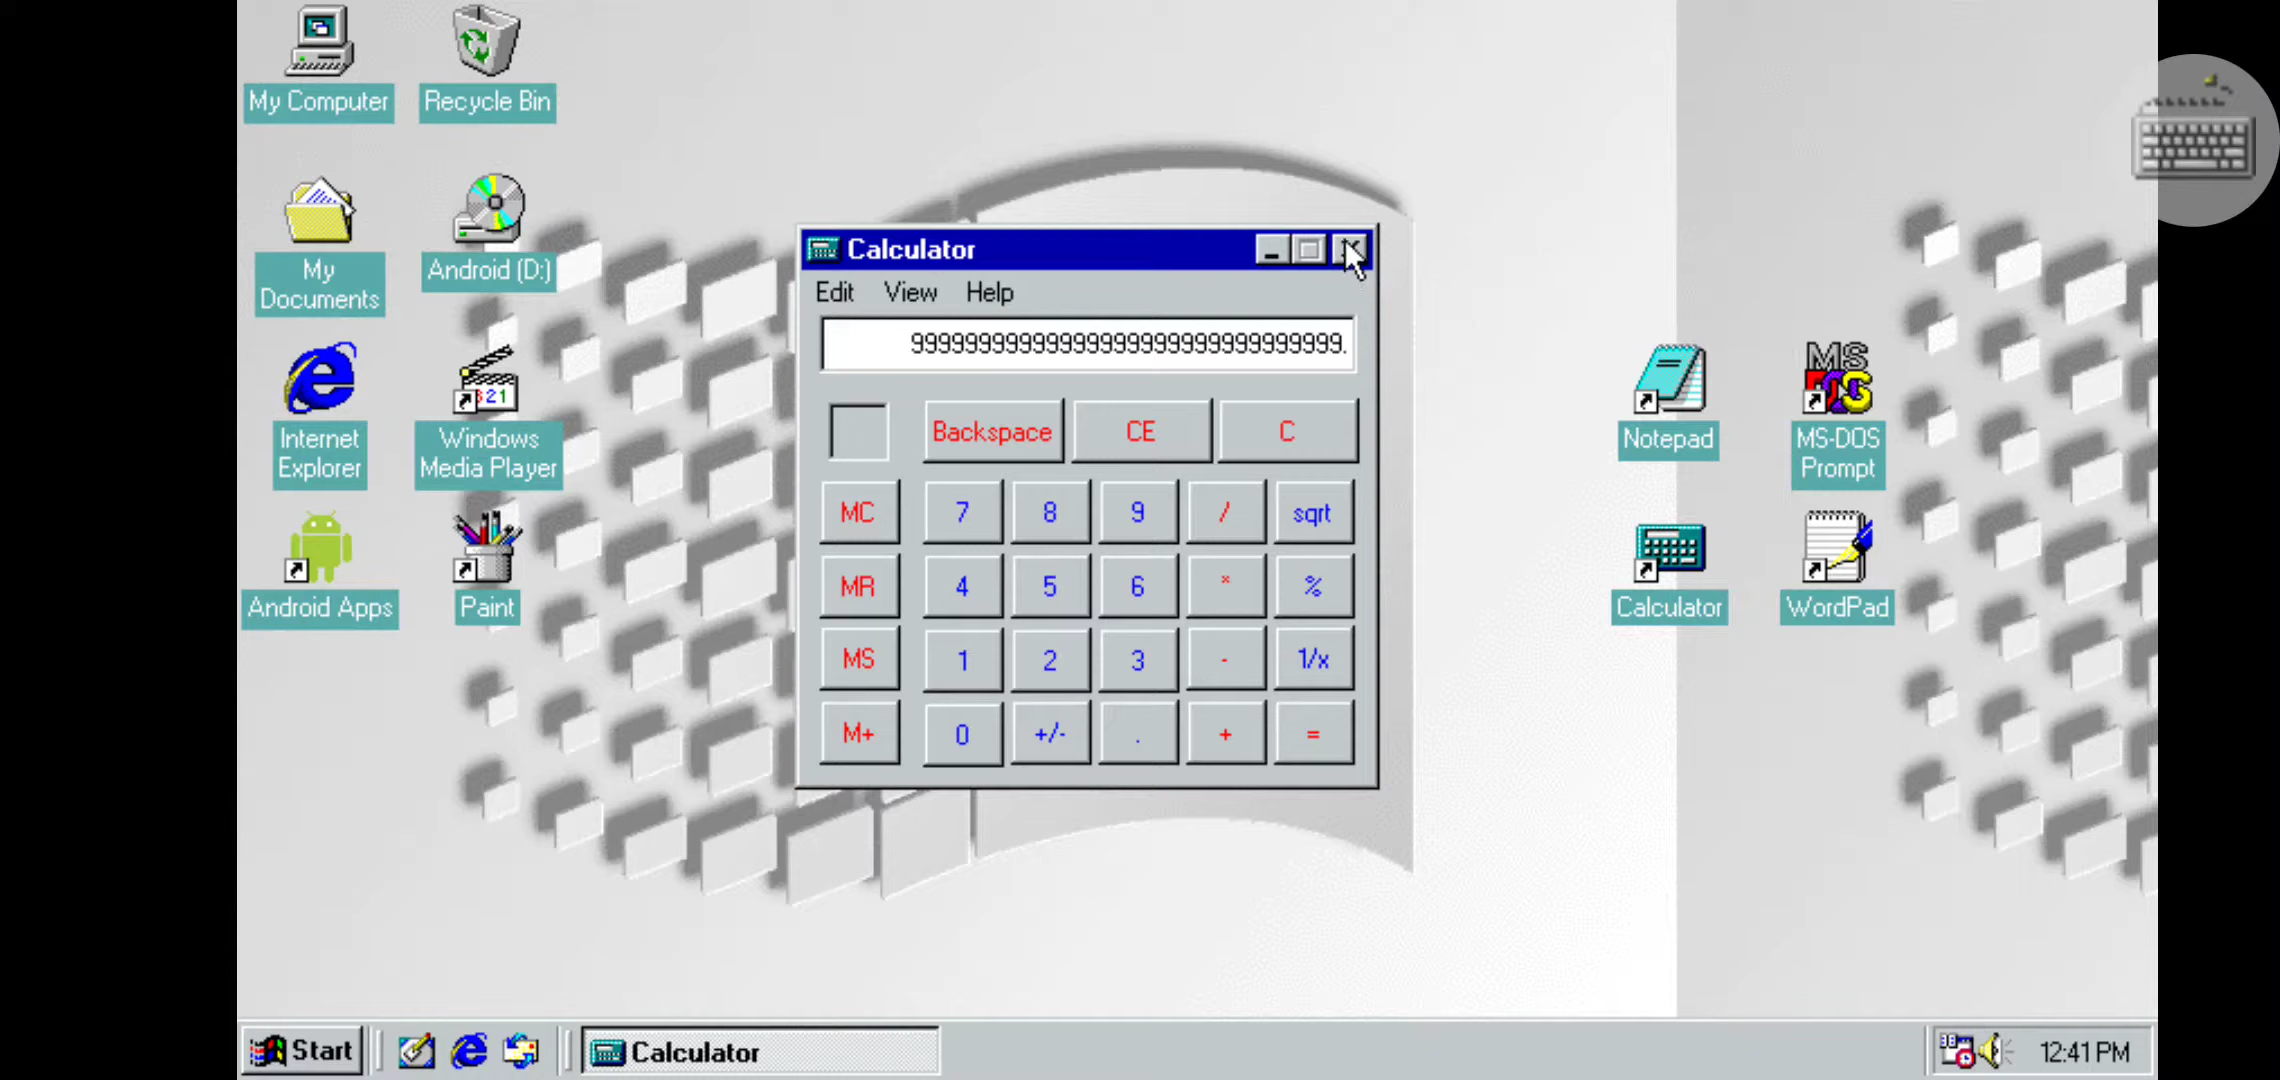 My Computer
Recycle Bin
My
Documents
Android (D:)
Internet
Explorer
Windows
Media Player
Android Apps
Paint
Calculator
Edit View Help
99999999999999999999999999999999.
Backspace CE C
MC 7 8 9 / sqrt
MR 4 5 6 * %
MS 1 2 3 - 1/x
M+ 0 +/- . + =
Notepad
MS-DOS
Prompt
Calculator
WordPad
Start
Calculator
12:41 PM